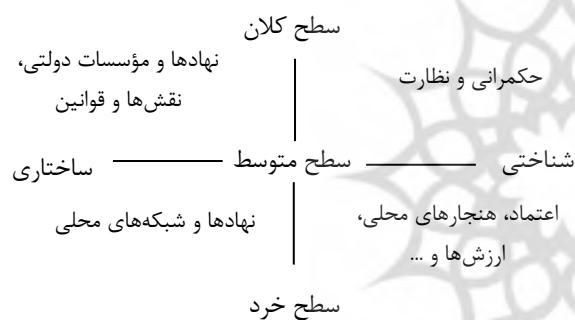 سطح کلان
نهادها و مؤسسات دولتی،
نقش‌ها و قوانین
حکمرانی و نظارت
شناختی
سطح متوسط
ساختاری
اعتماد، هنجارهای محلی،
ارزش‌ها و ...
نهادها و شبکه‌های محلی
سطح خرد